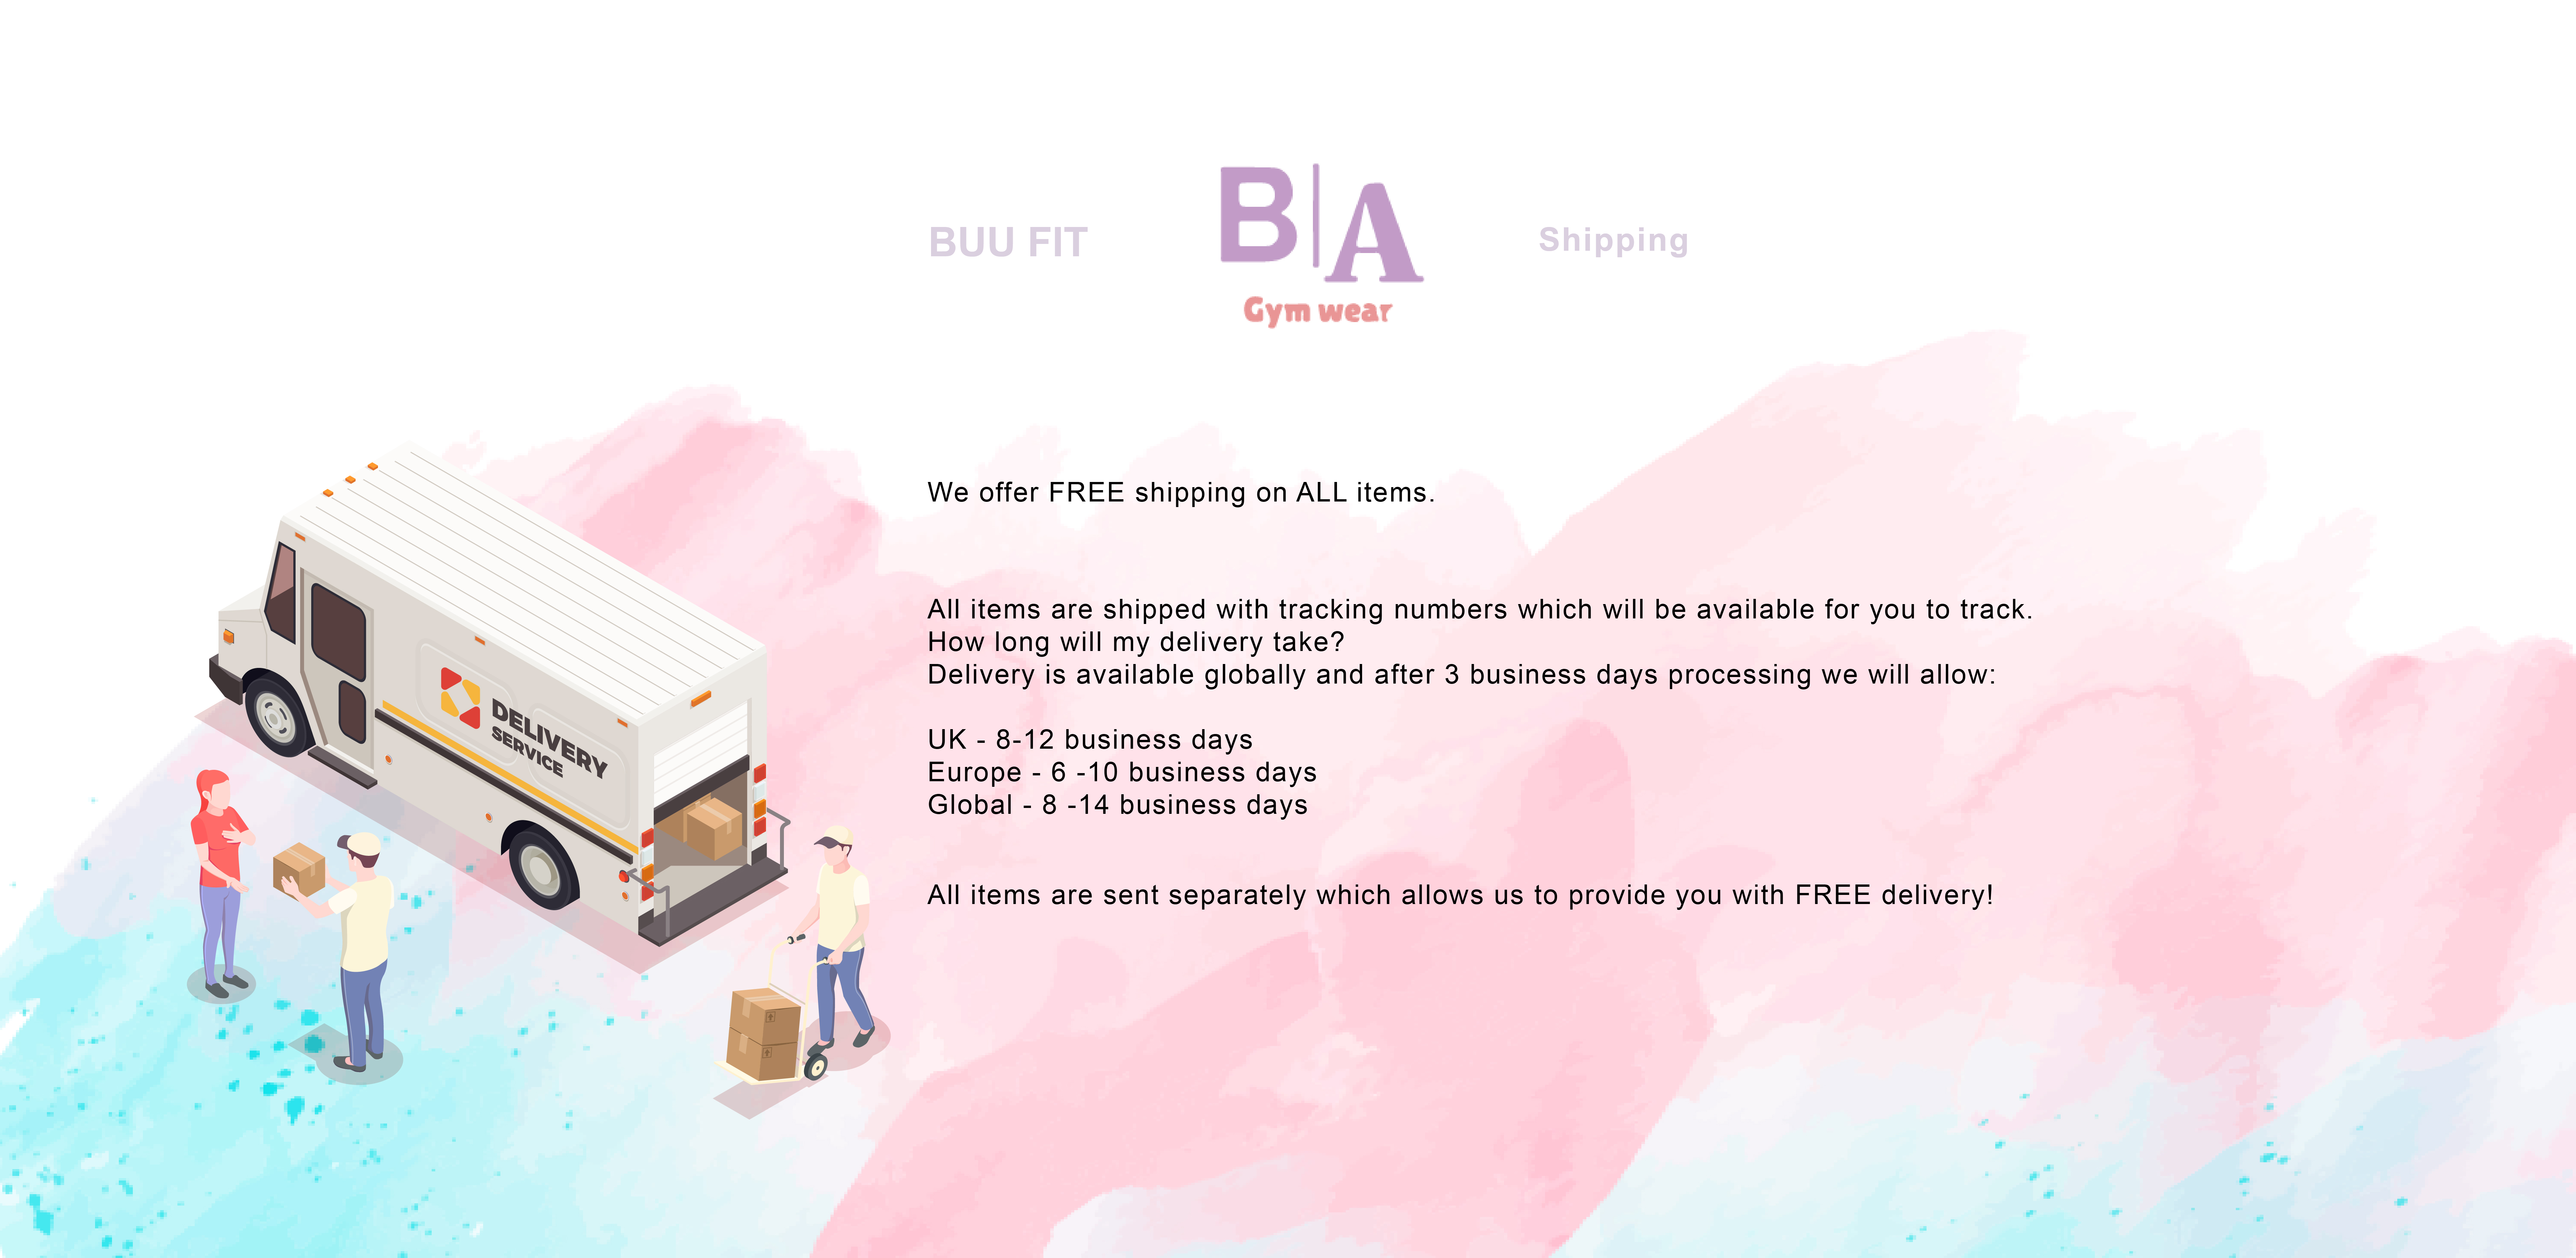 BUU FIT
B|A
Gym wear
Shipping
We offer FREE shipping on ALL items.
All items are shipped with tracking numbers which will be available for you to track.
How long will my delivery take?
Delivery is available globally and after 3 business days processing we will allow:
UK - 8-12 business days
Europe - 6 -10 business days
Global - 8 -14 business days
All items are sent separately which allows us to provide you with FREE delivery!
DELIVERY
SERVICE